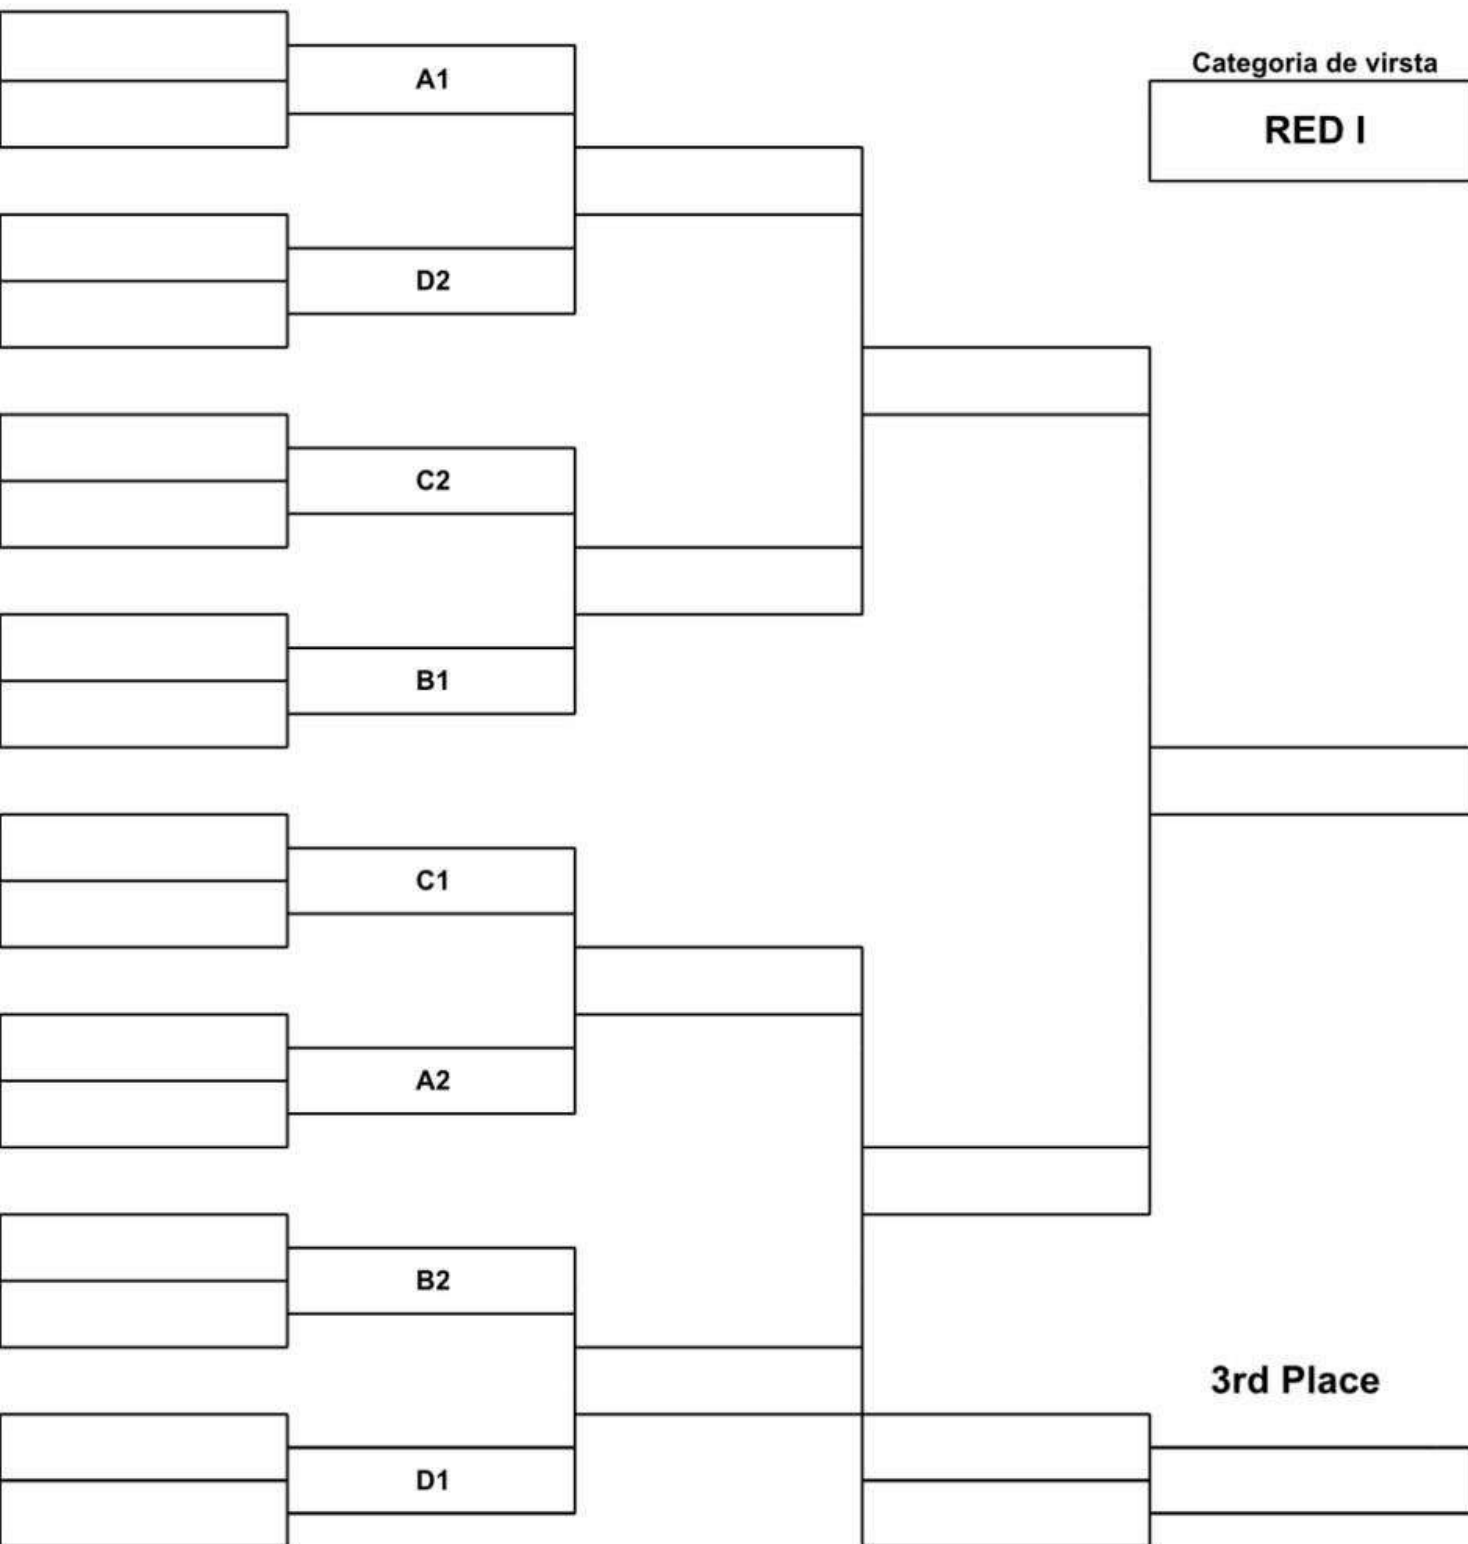 Categoria de virsta
RED I
A1
D2
C2
B1
C1
A2
B2
3rd Place
D1